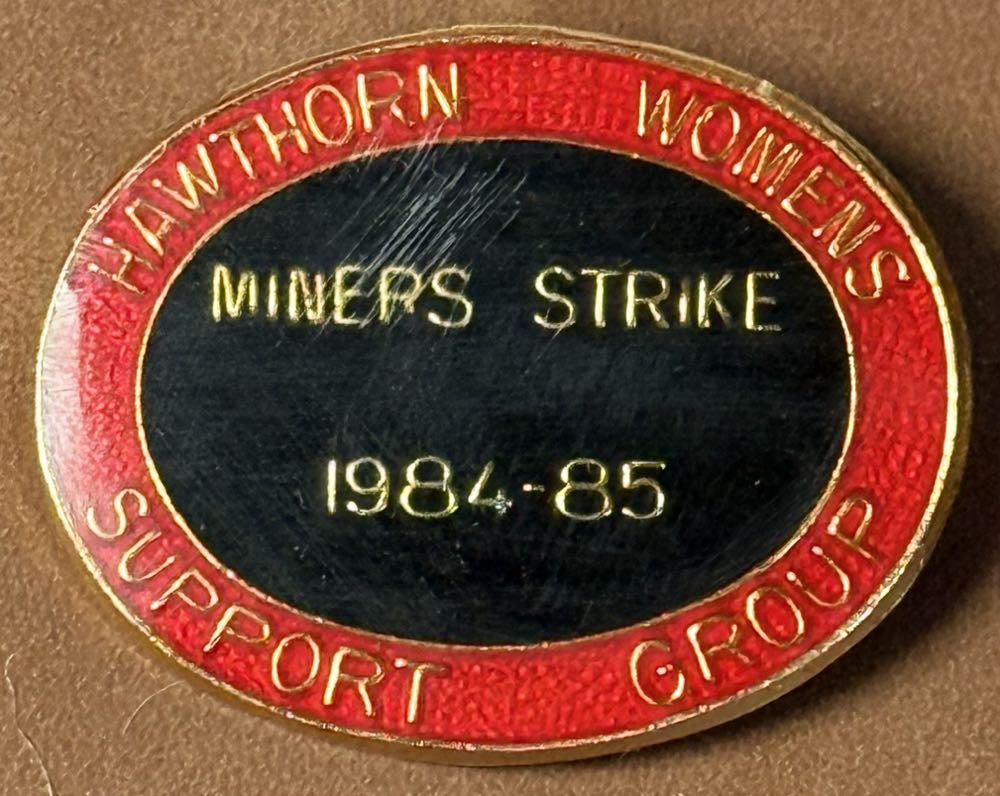 HAWTHORN WOMENS
MINERS STRIKE
1984-85
SUPPORT GROUP